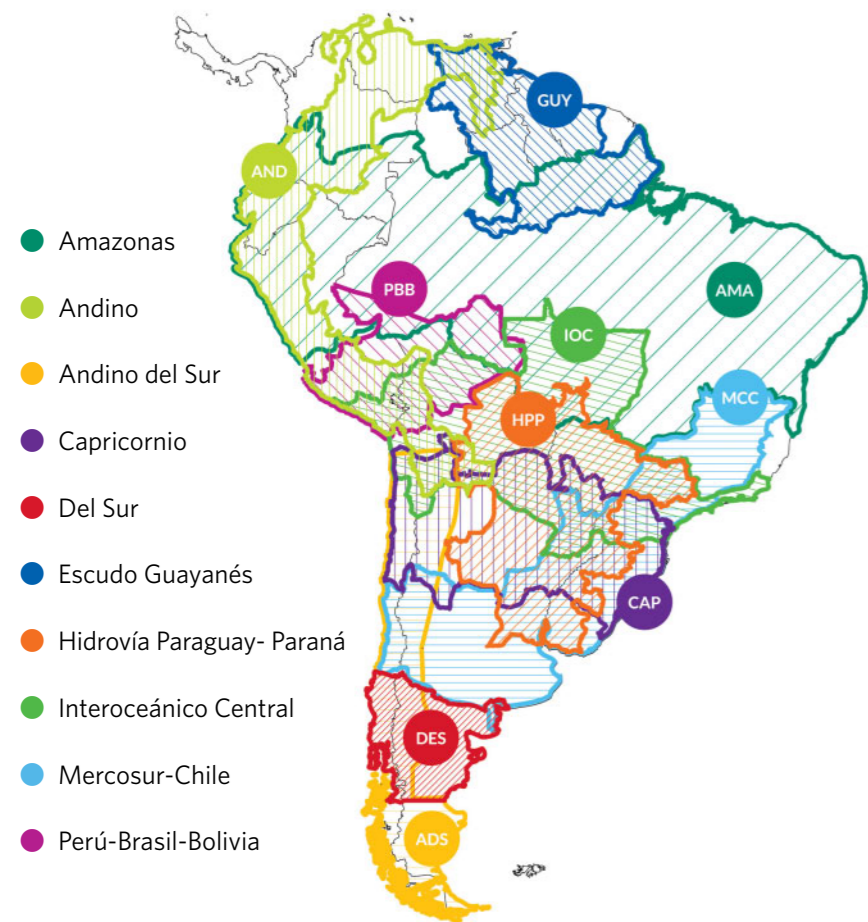 GUY
AND
Amazonas
Andino
Andino del Sur
Capricornio
Del Sur
Escudo Guayanés
Hidrovía Paraguay- Paraná
Interoceánico Central
Mercosur-Chile
Perú-Brasil-Bolivia
PBB
AMA
IOC
MCC
HPP
CAP
DES
ADS